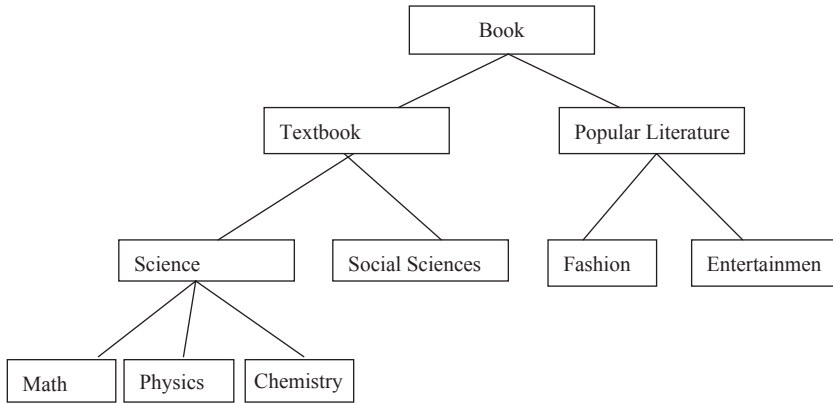 Book
Textbook
Popular Literature
Science
Social Sciences
Fashion
Entertainmen
Math
Physics
Chemistry